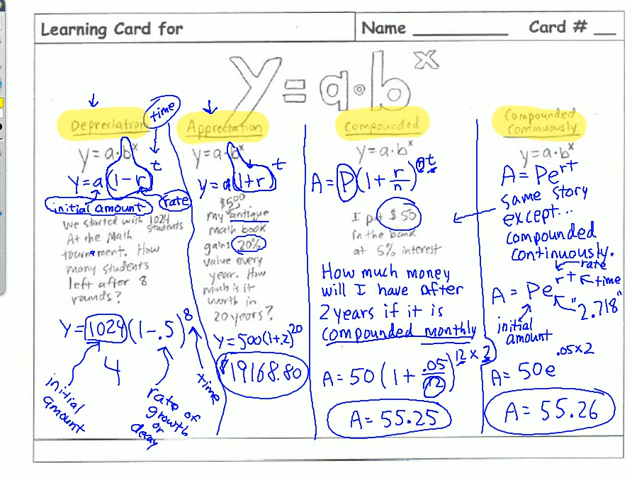 Learning Card for
Name ________ Card # ___
y = a · b^x
Depreciation
time
y = a·b^x
y = a(1 - r)^t
initial amount
rate
We started with 1024
students
At the Math
tournament. How
many students
left after 8
rounds?
y = 1024(1 - .5)^8
4
initial
amount
rate of
growth
or
decay
time
Appreciation
y = a·b^x
y = a(1 + r)^t
$500
My antique
math book
gains 20%
value every
year. How
much is it
worth in
20 years?
y = 500(1+.2)^20
$19168.80
Compounded
y = a·b^x
A = P(1 + r/n)^nt
I put $50
in the bank
at 5% interest
How much money
will I have after
2 years if it is
compounded monthly
A = 50(1 + .05/12)^12 × 2
A = 55.25
Compounded
Continuously
y = a·b^x
A = Pe^rt
same story
except...
compounded
continuously.
rate
A = Pe^r t
time
"2.718"
initial
amount
A = 50e^.05×2
A = 55.26